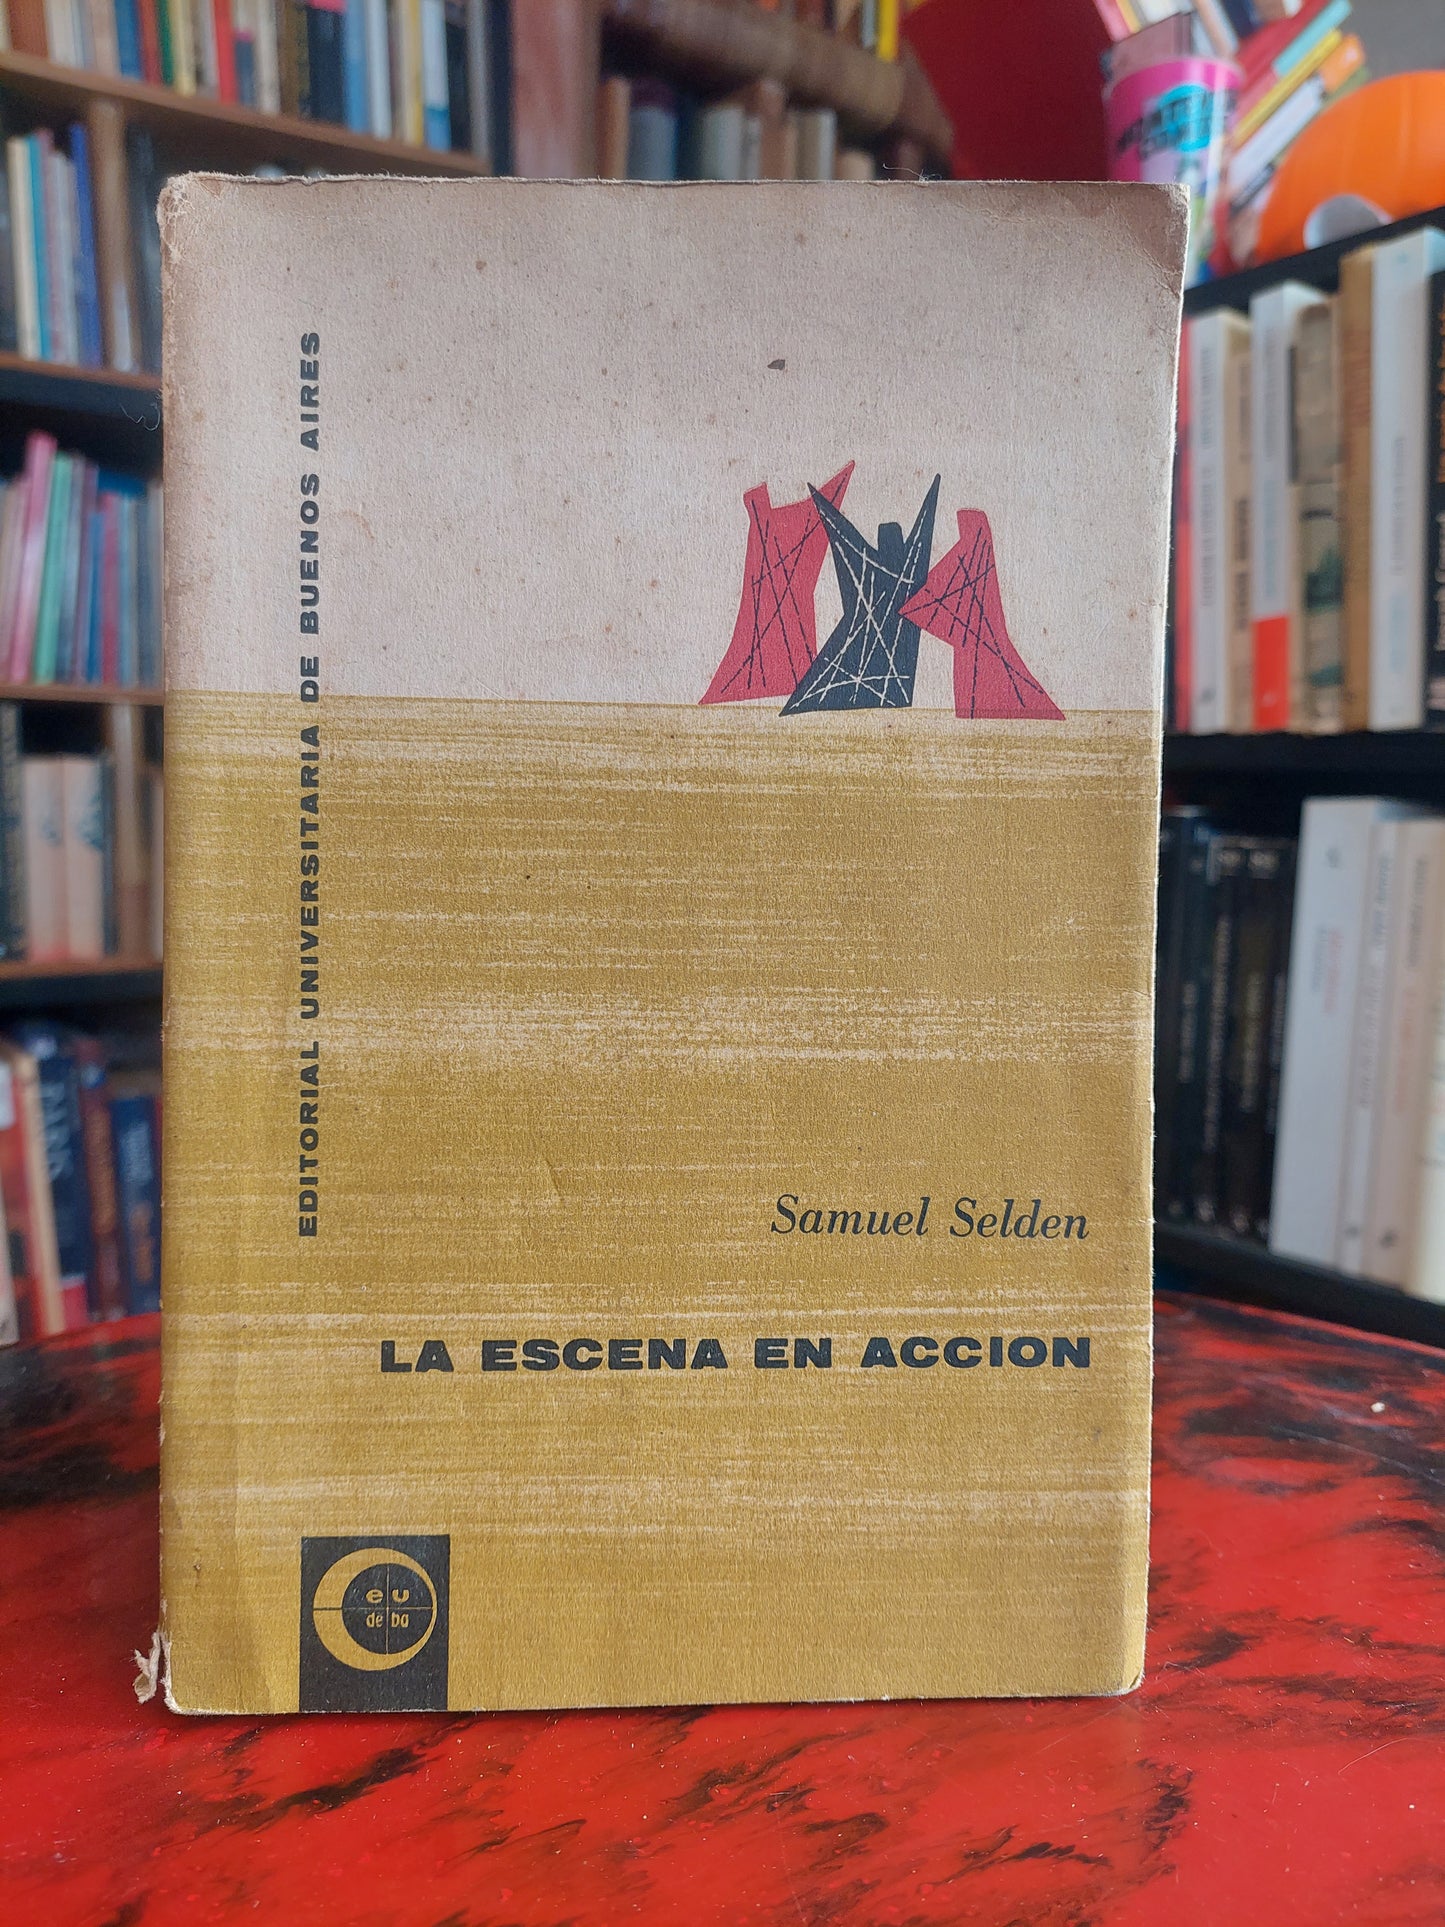 EDITORIAL UNIVERSITARIA DE BUENOS AIRES
Samuel Selden
LA ESCENA EN ACCION
eu
de ba